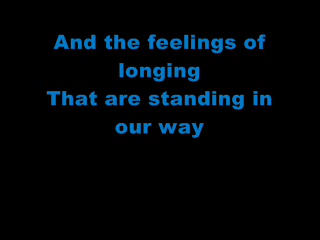 And the feelings of
longing
That are standing in
our way